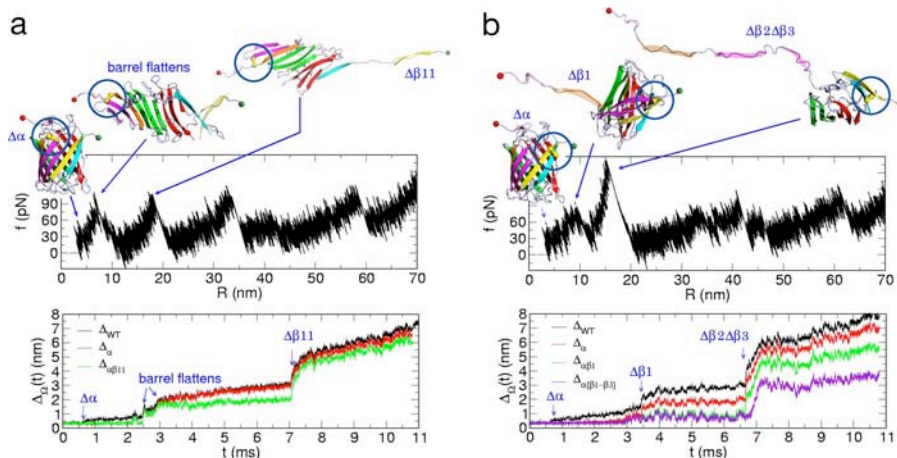 a
Δα
barrel flattens
Δβ11
f (pN)
90
60
30
0
0 10 20 30 40 50 60 70
R (nm)
Δ_Ω(t) (nm)
8
7
6
5
4
3
2
1
0
Δ_WT
Δ_α
Δ_αβ11
Δα
barrel flattens
Δβ11
0 1 2 3 4 5 6 7 8 9 10 11
t (ms)
b
Δβ2Δβ3
Δβ1
Δα
f (pN)
60
30
0
0 10 20 30 40 50 60 70
R (nm)
Δ_Ω(t) (nm)
8
7
6
5
4
3
2
1
0
Δ_WT
Δ_α
Δ_αβ1
Δ_α[β1−β3]
Δα
Δβ1
Δβ2Δβ3
0 1 2 3 4 5 6 7 8 9 10 11
t (ms)